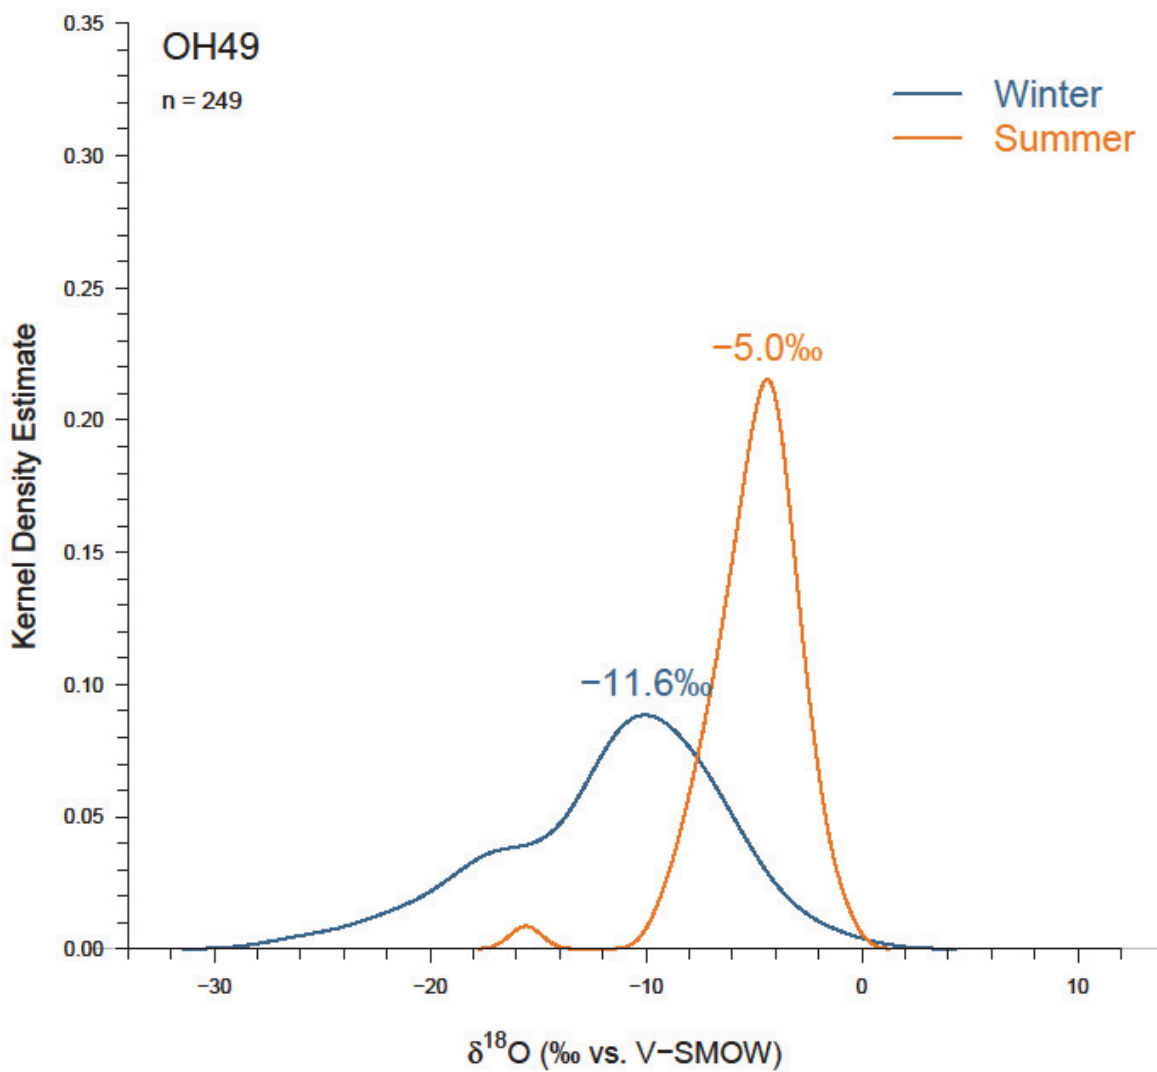 0.35
OH49
n = 249
Winter
Summer
0.30
0.25
−5.0‰
0.20
Kernel Density Estimate
0.15
−11.6‰
0.10
0.05
0.00
−30 −20 −10 0 10
δ¹⁸O (‰ vs. V−SMOW)